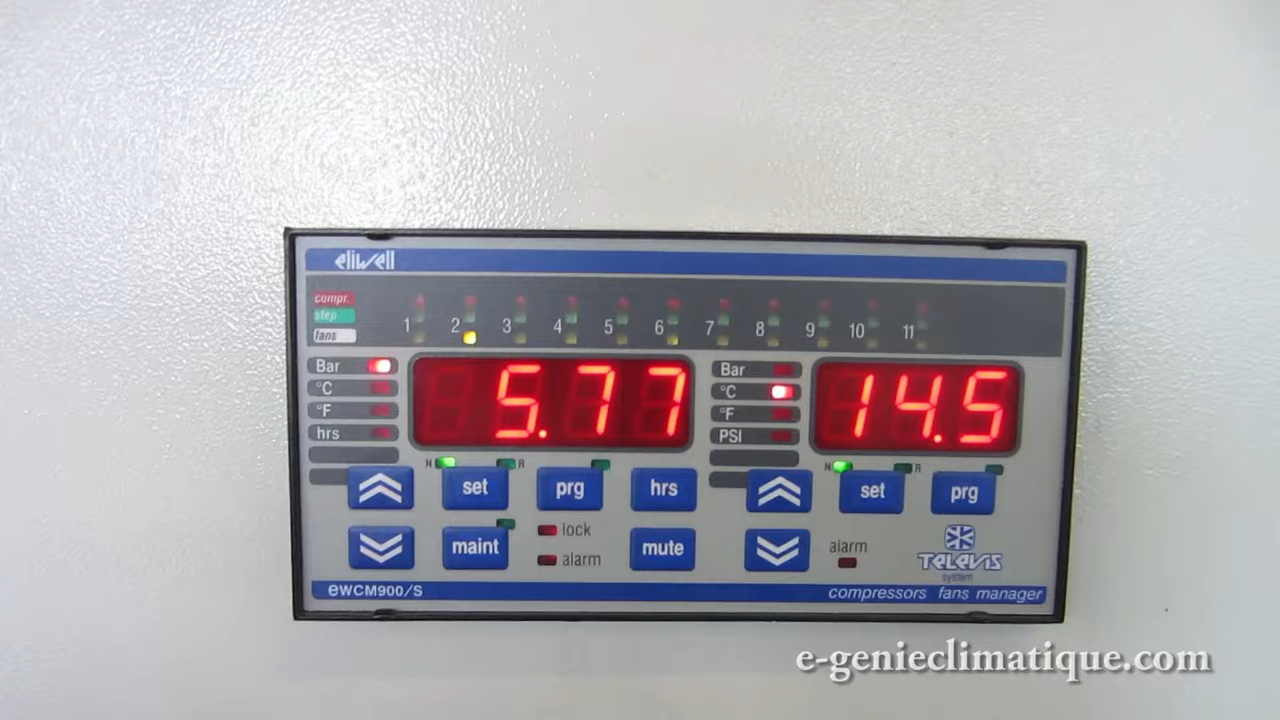 eliwell
compr.
step
fans
1 2 3 4 5 6 7 8 9 10 11
Bar
°C
°F
hrs
5.77
Bar
°C
°F
PSI
14.5
N R
set prg hrs
maint
lock
alarm
mute
N R
set prg
alarm
TELEVIS
system
eWCM900/S
compressors fans manager
e-genieclimatique.com